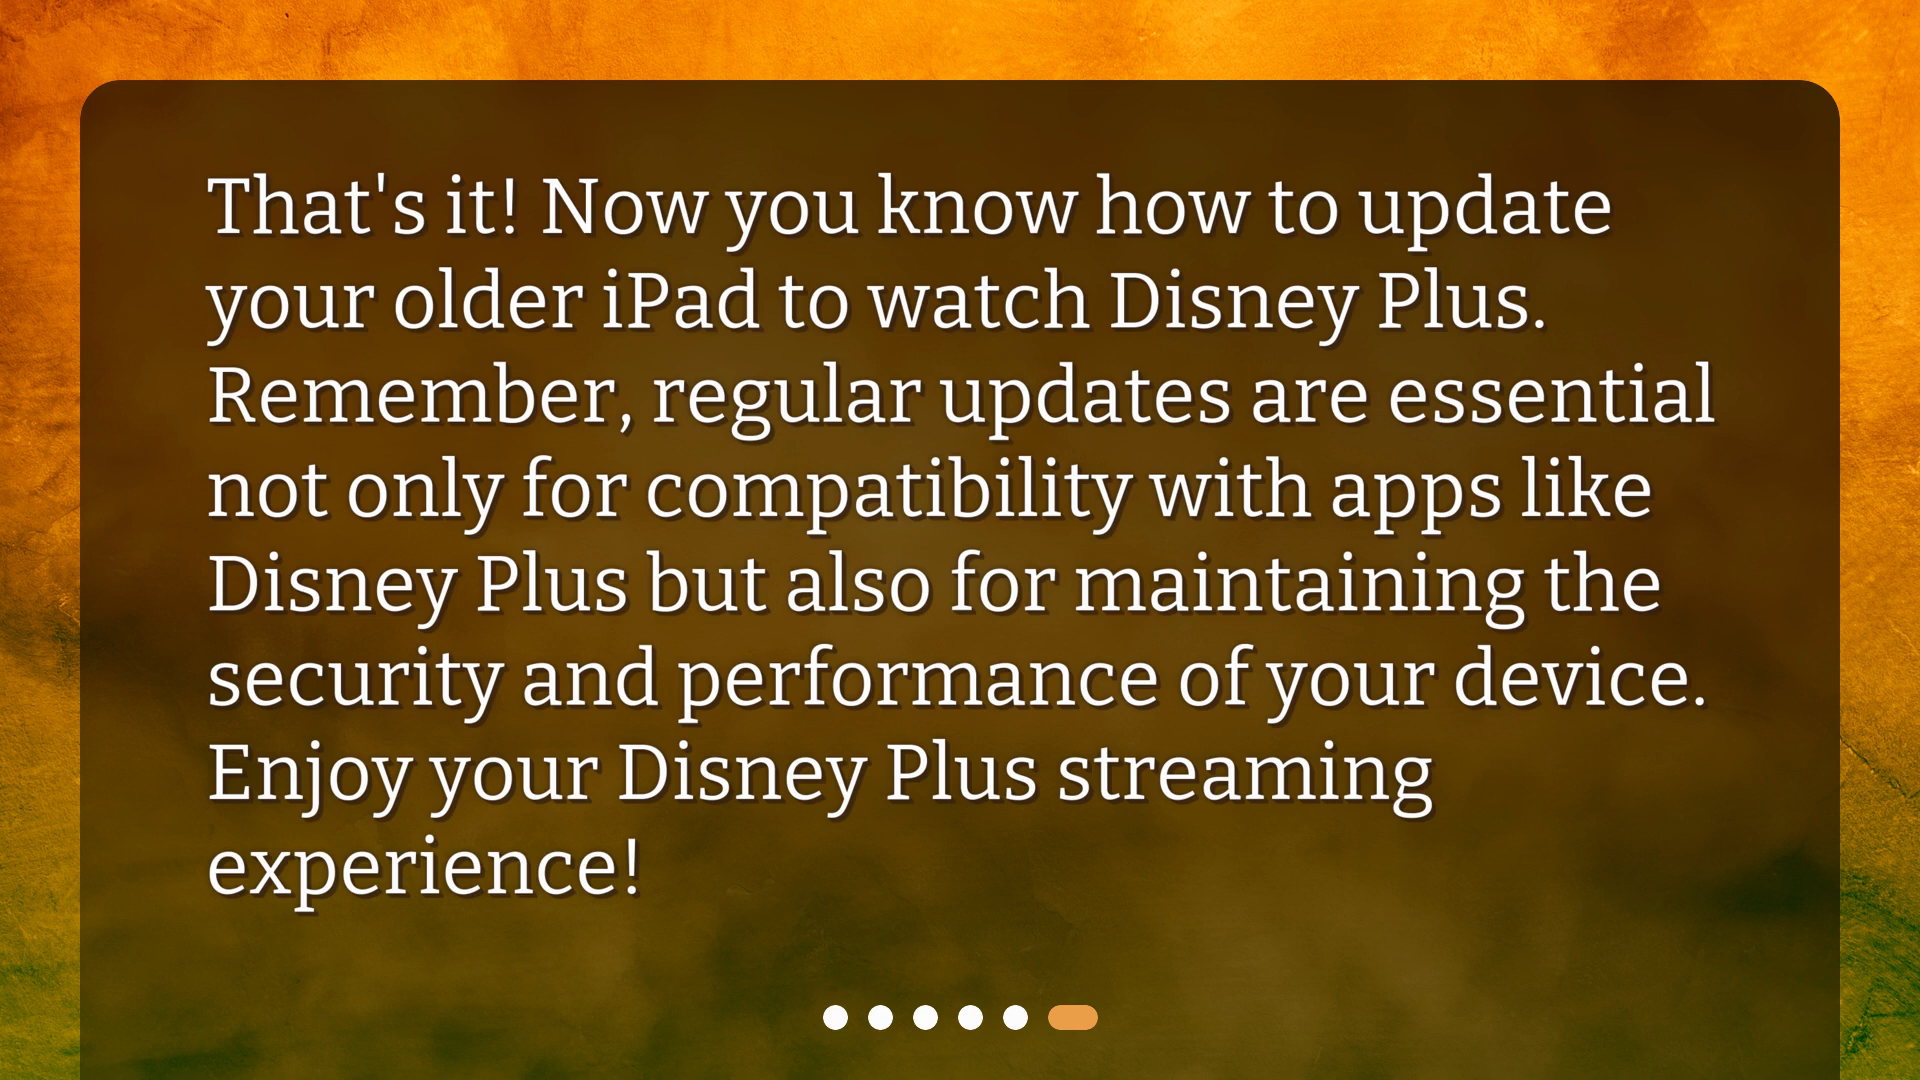 That's it! Now you know how to update
your older iPad to watch Disney Plus.
Remember, regular updates are essential
not only for compatibility with apps like
Disney Plus but also for maintaining the
security and performance of your device.
Enjoy your Disney Plus streaming
experience!